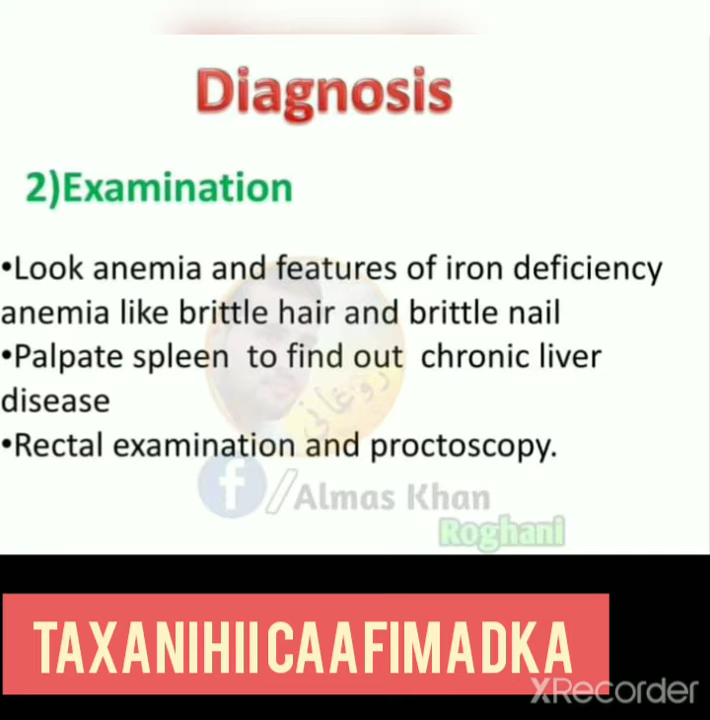 Diagnosis
2)Examination
•Look anemia and features of iron deficiency
anemia like brittle hair and brittle nail
•Palpate spleen to find out chronic liver
disease
•Rectal examination and proctoscopy.
روغانی
f/Almas Khan
Roghani
TAXANIHII CAAFIMADKA
XRecorder